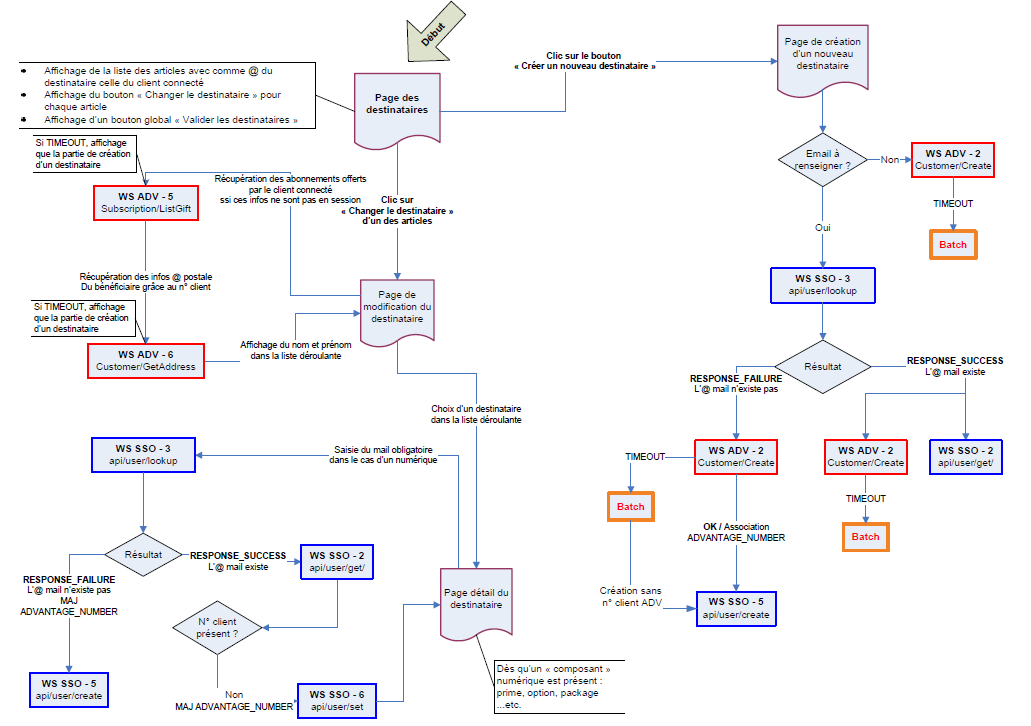 Début
Affichage de la liste des articles avec comme @ du
destinataire celle du client connecté
Affichage du bouton « Changer le destinataire » pour
chaque article
Affichage d'un bouton global « Valider les destinataires »
Page des
destinataires
Clic sur le bouton
« Créer un nouveau destinataire »
Page de création
d'un nouveau
destinataire
Si TIMEOUT, affichage
que la partie de création
d'un destinataire
WS ADV - 5
Subscription/ListGift
Récupération des abonnements offerts
par le client connecté
ssi ces infos ne sont pas en session
Clic sur
« Changer le destinataire »
d'un des articles
Email à
renseigner ?
Non
WS ADV - 2
Customer/Create
TIMEOUT
Batch
Oui
WS SSO - 3
api/user/lookup
Récupération des infos @ postale
Du bénéficiaire grâce au n° client
Si TIMEOUT, affichage
que la partie de création
d'un destinataire
WS ADV - 6
Customer/GetAddress
Affichage du nom et prénom
dans la liste déroulante
Page de
modification du
destinataire
Résultat
RESPONSE_FAILURE
L'@ mail n'existe pas
RESPONSE_SUCCESS
L'@ mail existe
Choix d'un destinataire
dans la liste déroulante
WS ADV - 2
Customer/Create
WS ADV - 2
Customer/Create
WS SSO - 2
api/user/get/
TIMEOUT
Batch
TIMEOUT
Batch
OK / Association
ADVANTAGE_NUMBER
Création sans
n° client ADV
WS SSO - 5
api/user/create
WS SSO - 3
api/user/lookup
Saisie du mail obligatoire
dans le cas d'un numérique
Résultat
RESPONSE_SUCCESS
L'@ mail existe
WS SSO - 2
api/user/get/
RESPONSE_FAILURE
L'@ mail n'existe pas
MAJ
ADVANTAGE_NUMBER
N° client
présent ?
Page détail du
destinataire
WS SSO - 5
api/user/create
Non
MAJ ADVANTAGE_NUMBER
WS SSO - 6
api/user/set
Dès qu'un « composant »
numérique est présent :
prime, option, package
...etc.